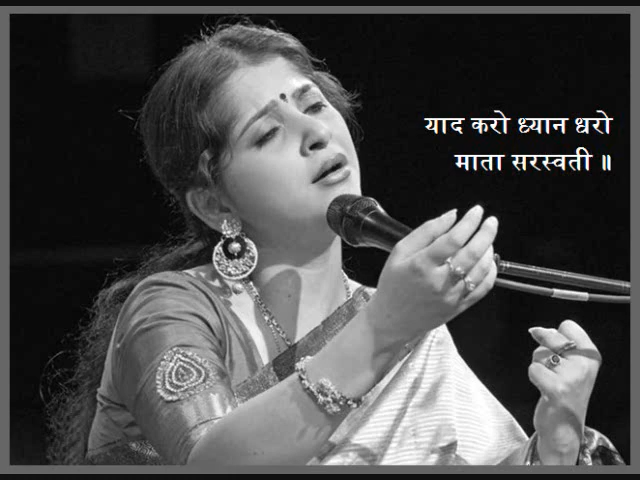 याद करो ध्यान धरो
माता सरस्वती ॥